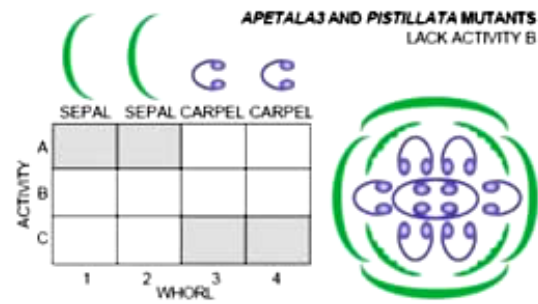 APETALA3 AND PISTILLATA MUTANTS
LACK ACTIVITY B
SEPAL SEPAL CARPEL CARPEL
ACTIVITY
A
B
C
1 2 3 4
WHORL